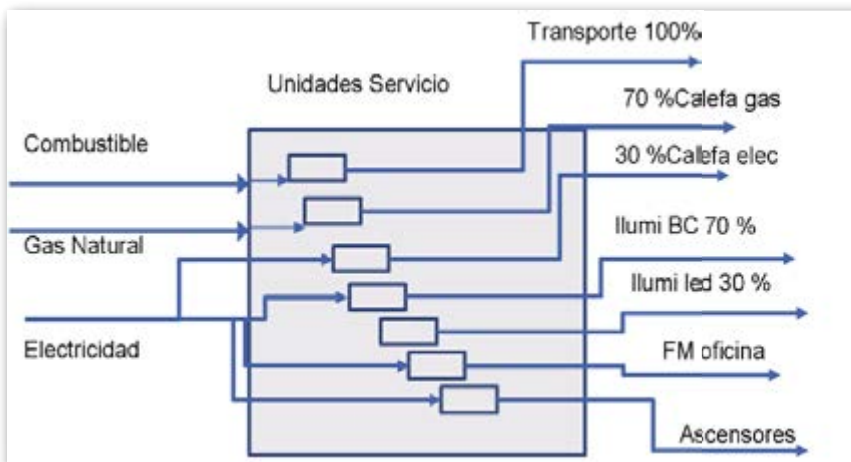 Transporte 100%
Unidades Servicio
70 %Calefa gas
Combustible
30 %Calefa elec
Ilumi BC 70 %
Gas Natural
Ilumi led 30 %
Electricidad
FM oficina
Ascensores